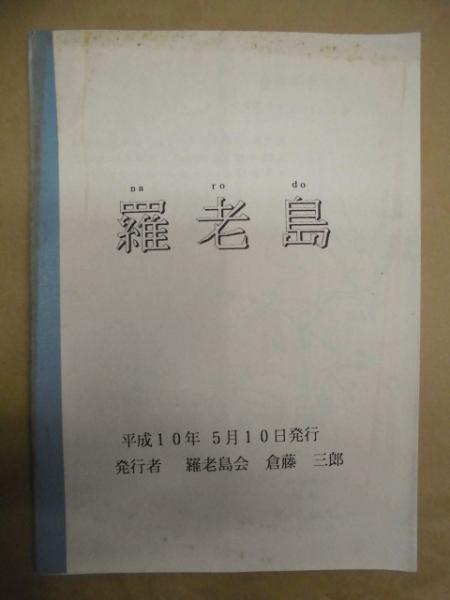 na ro do
羅老島
平成10年 5月10日発行
発行者 羅老島会 倉藤 三郎